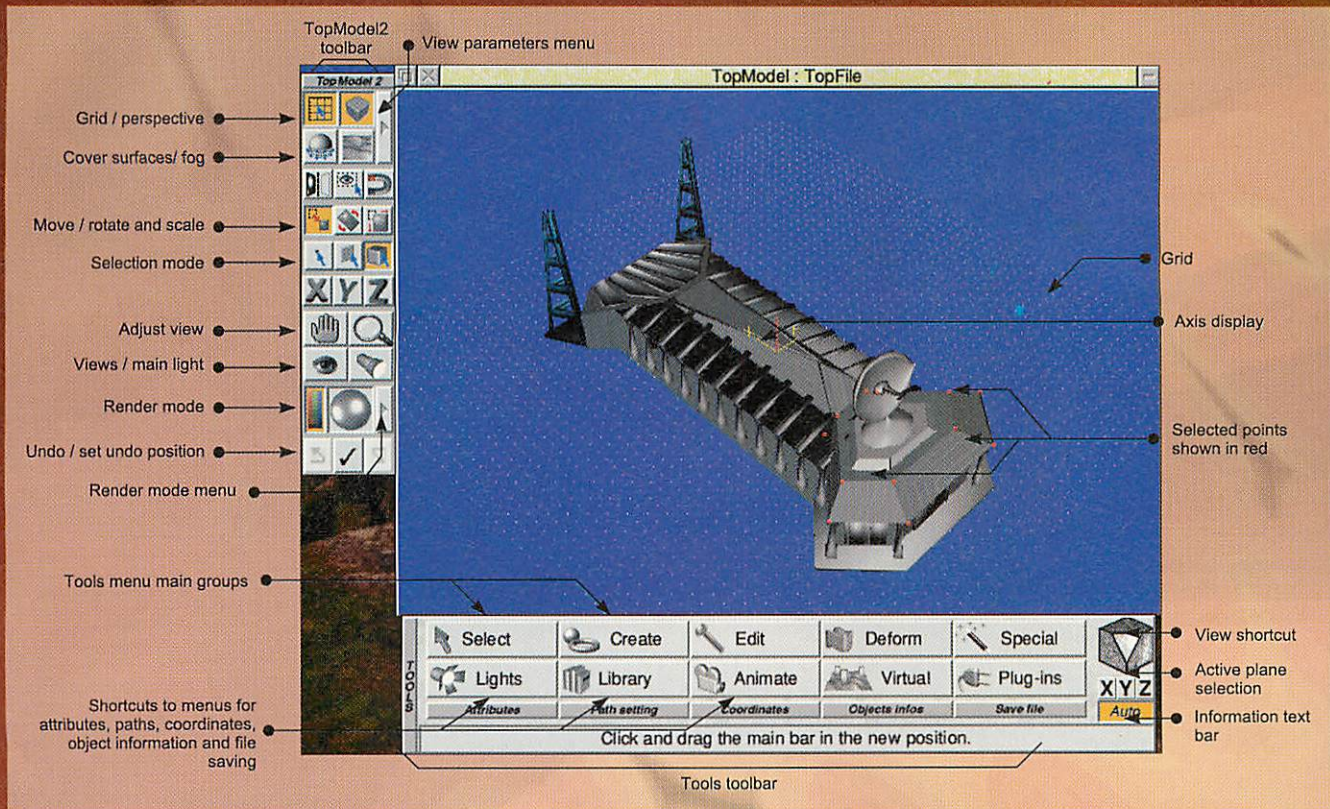 TopModel2
toolbar
View parameters menu
TopModel 2
TopModel : TopFile
Grid / perspective
Cover surfaces/ fog
Move / rotate and scale
Selection mode
X Y Z
Adjust view
Views / main light
Render mode
Undo / set undo position
Render mode menu
Grid
Axis display
Selected points
shown in red
Tools menu main groups
TOOLS
Select
Create
Edit
Deform
Special
Lights
Library
Animate
Virtual
Plug-ins
Attributes
Path setting
Coordinates
Objects infos
Save file
X Y Z
Auto
Click and drag the main bar in the new position.
View shortcut
Active plane
selection
Information text
bar
Shortcuts to menus for
attributes, paths, coordinates,
object information and file
saving
Tools toolbar